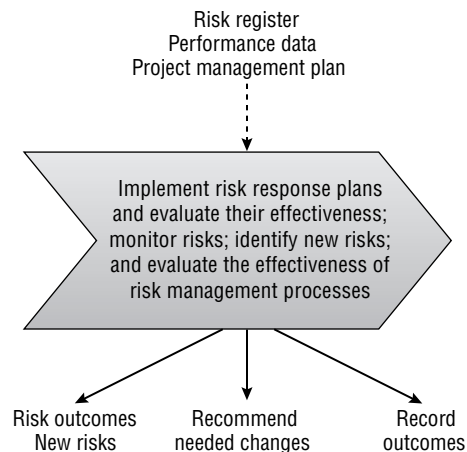 Risk register
Performance data
Project management plan
Implement risk response plans
and evaluate their effectiveness;
monitor risks; identify new risks;
and evaluate the effectiveness of
risk management processes
Risk outcomes
New risks
Recommend
needed changes
Record
outcomes